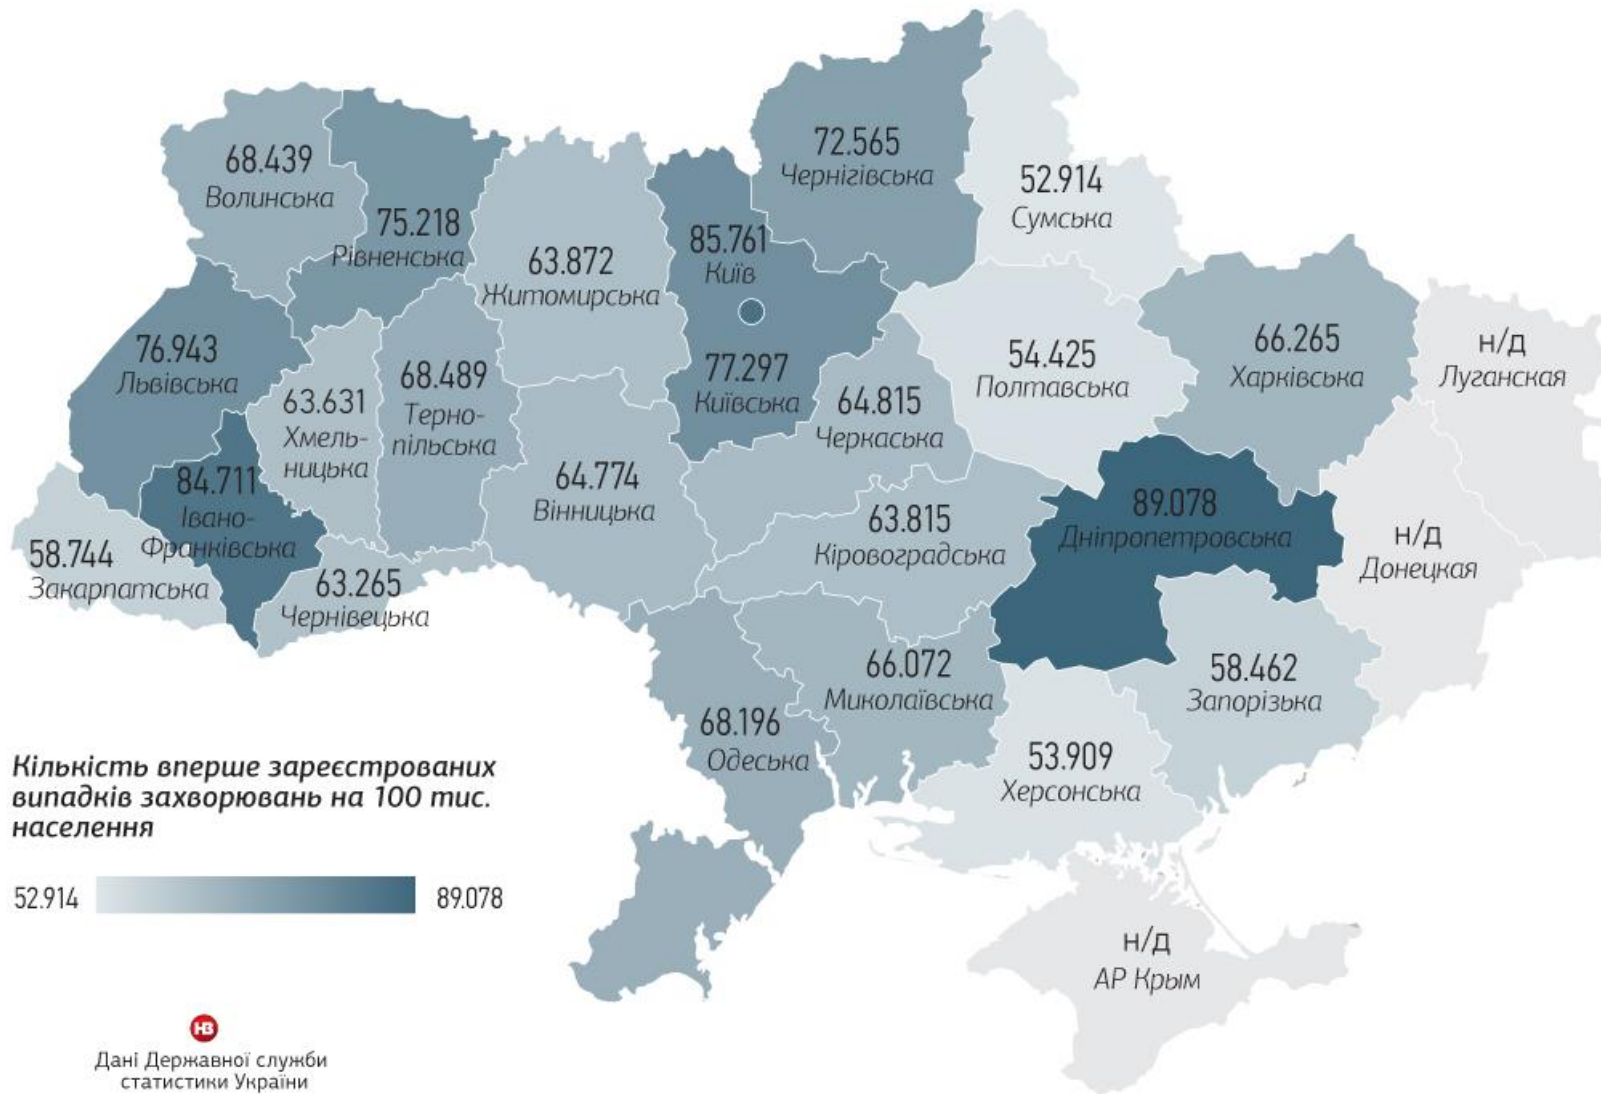 72.565
Чернігівська
68.439
Волинська
52.914
Сумська
75.218
Рівненська
85.761
Київ
63.872
Житомирська
76.943
Львівська
68.489
Терно-
пільська
77.297
Київська
54.425
Полтавська
66.265
Харківська
н/д
Луганская
63.631
Хмель-
ницька
64.815
Черкаська
84.711
Івано-
Франківська
64.774
Вінницька
63.815
Кіровоградська
89.078
Дніпропетровська
н/д
Донецкая
58.744
Закарпатська
63.265
Чернівецька
66.072
Миколаївська
58.462
Запорізька
68.196
Одеська
53.909
Херсонська
Кількість вперше зареєстрованих
випадків захворювань на 100 тис.
населення
52.914
89.078
н/д
АР Крым
НВ
Дані Державної служби
статистики України